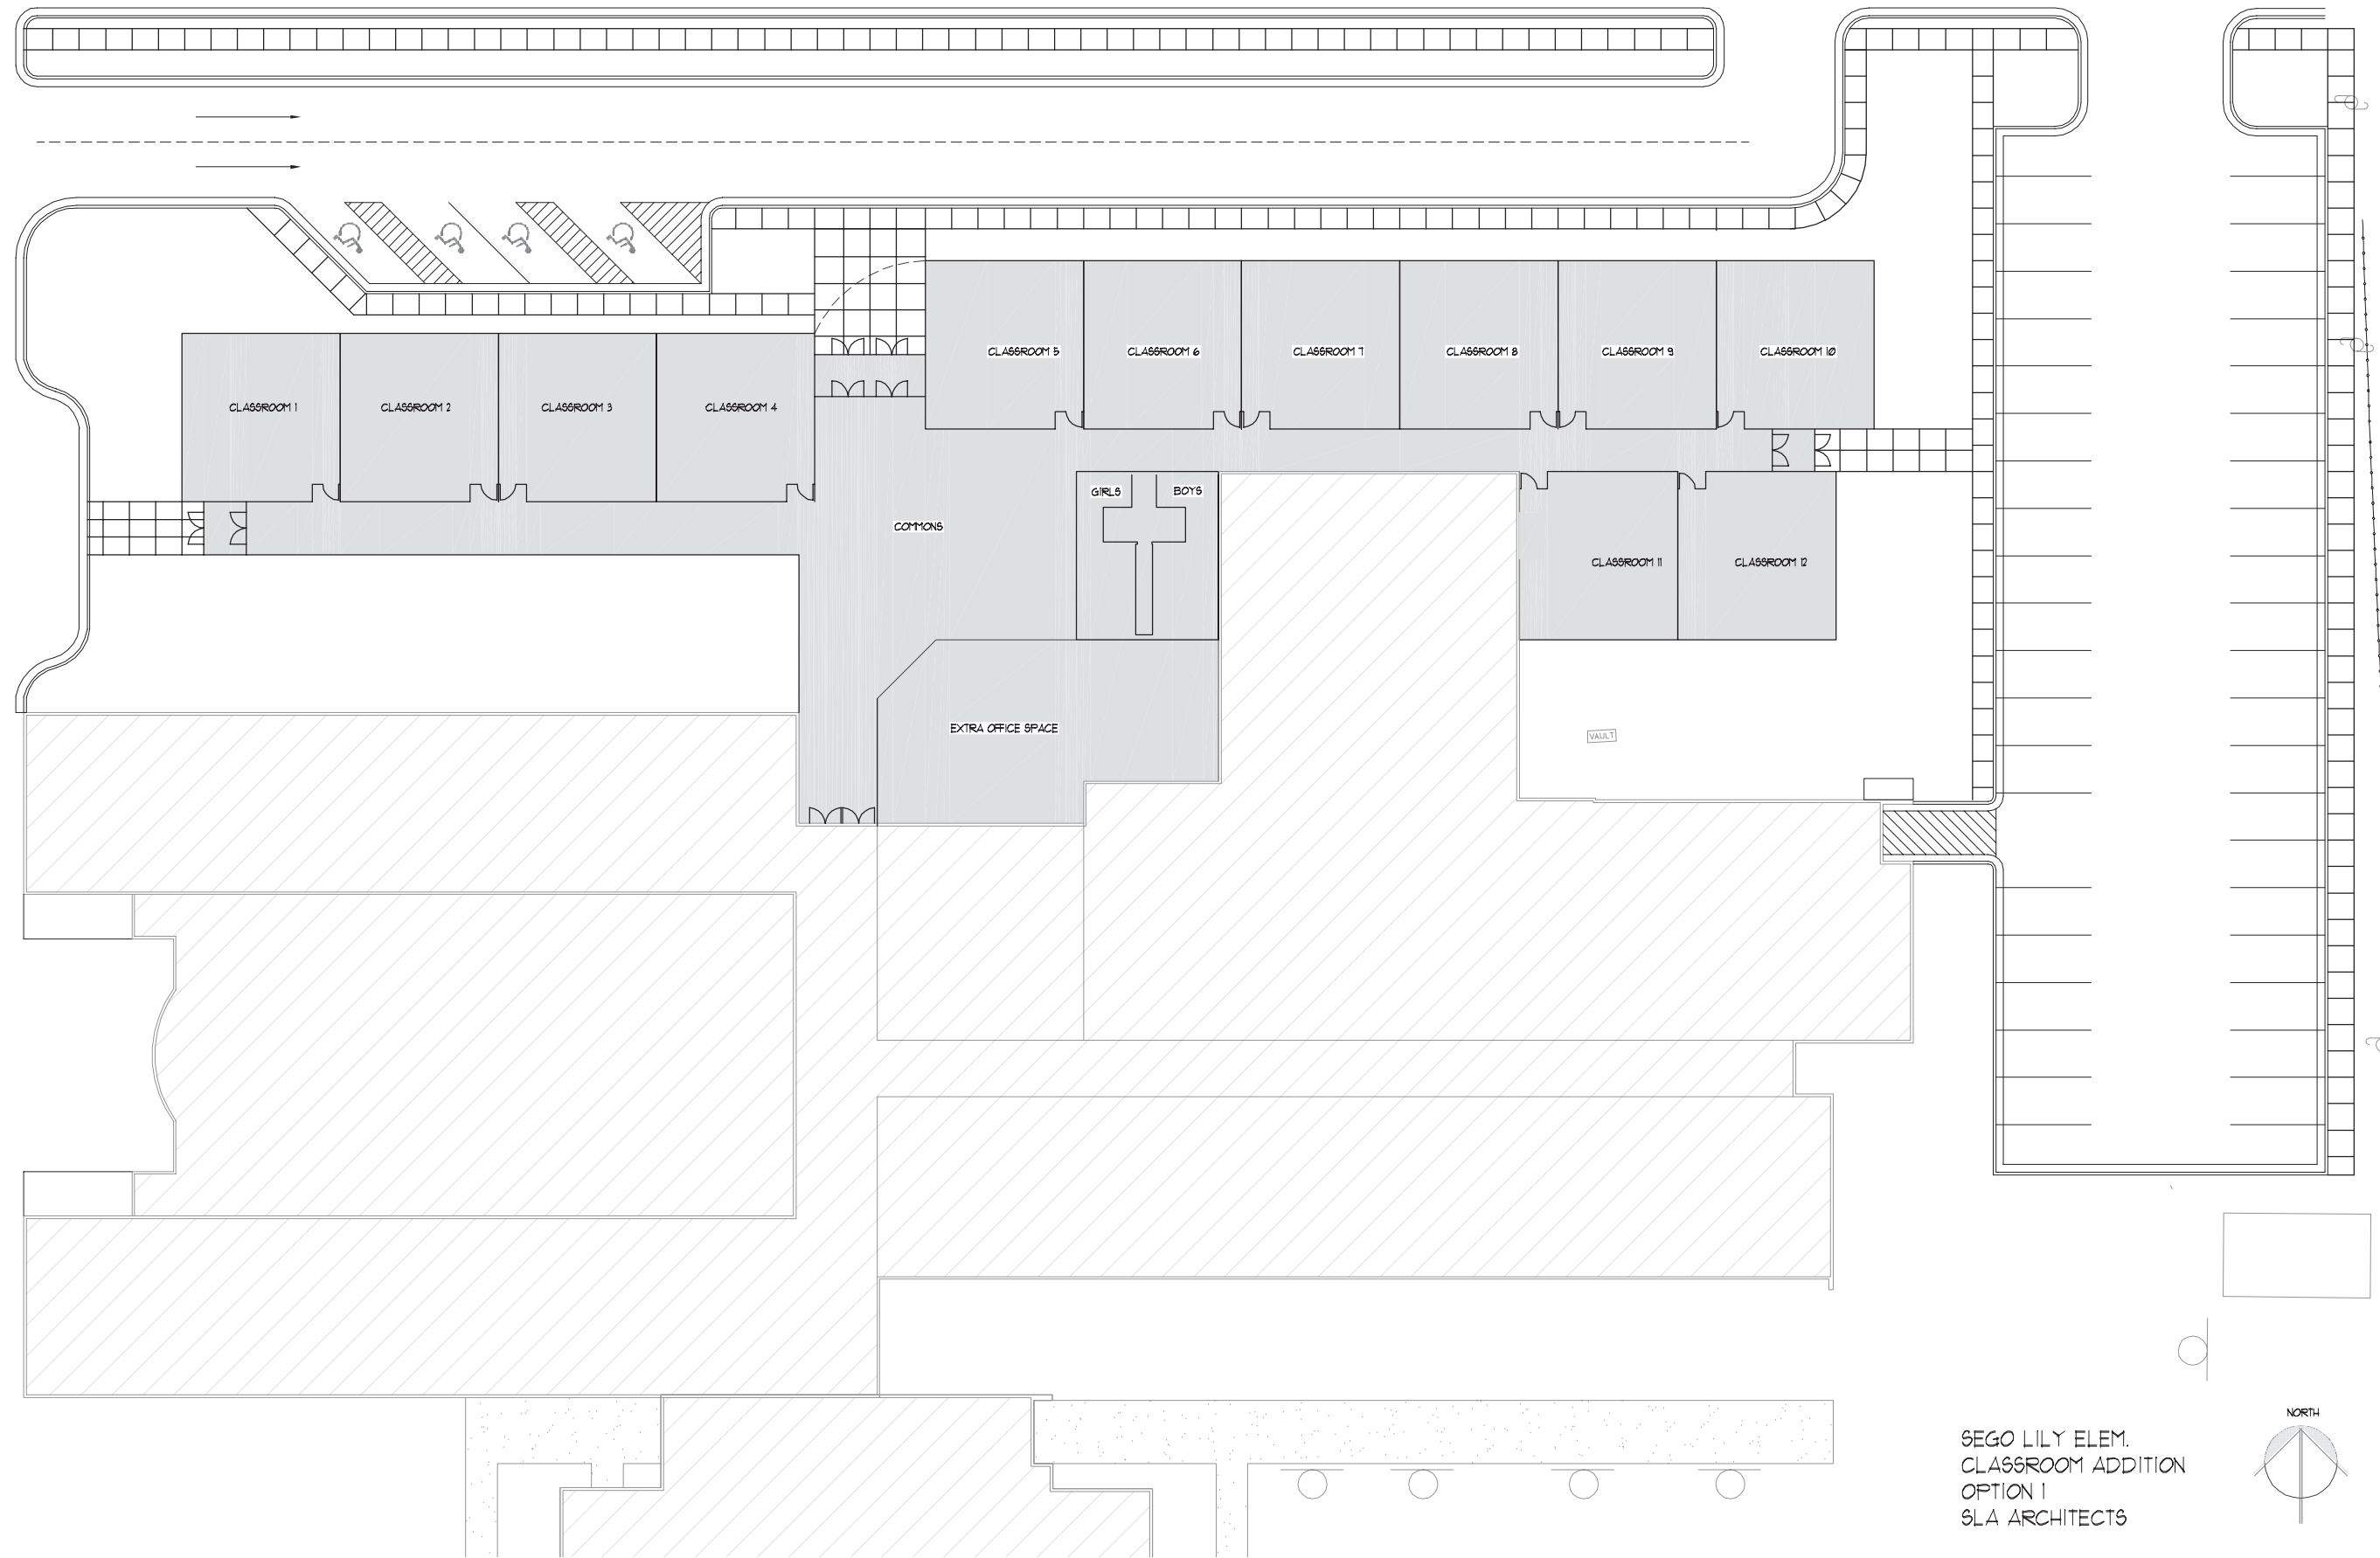 CLASSROOM 5
CLASSROOM 6
CLASSROOM 7
CLASSROOM 8
CLASSROOM 9
CLASSROOM 10
CLASSROOM 1
CLASSROOM 2
CLASSROOM 3
CLASSROOM 4
GIRLS
BOYS
COMMONS
CLASSROOM 11
CLASSROOM 12
EXTRA OFFICE SPACE
VAULT
NORTH
SEGO LILY ELEM.
CLASSROOM ADDITION
OPTION 1
SLA ARCHITECTS